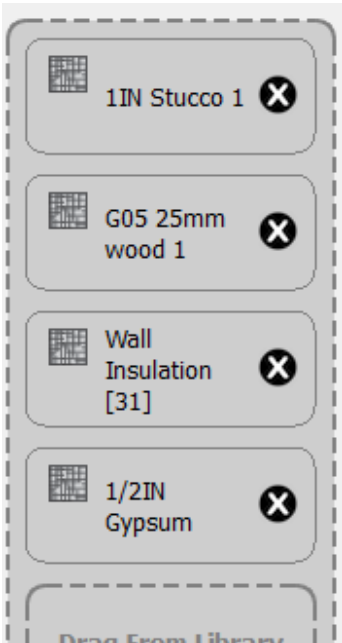 1IN Stucco 1
G05 25mm
wood 1
Wall
Insulation
[31]
1/2IN
Gypsum
Drag From Library